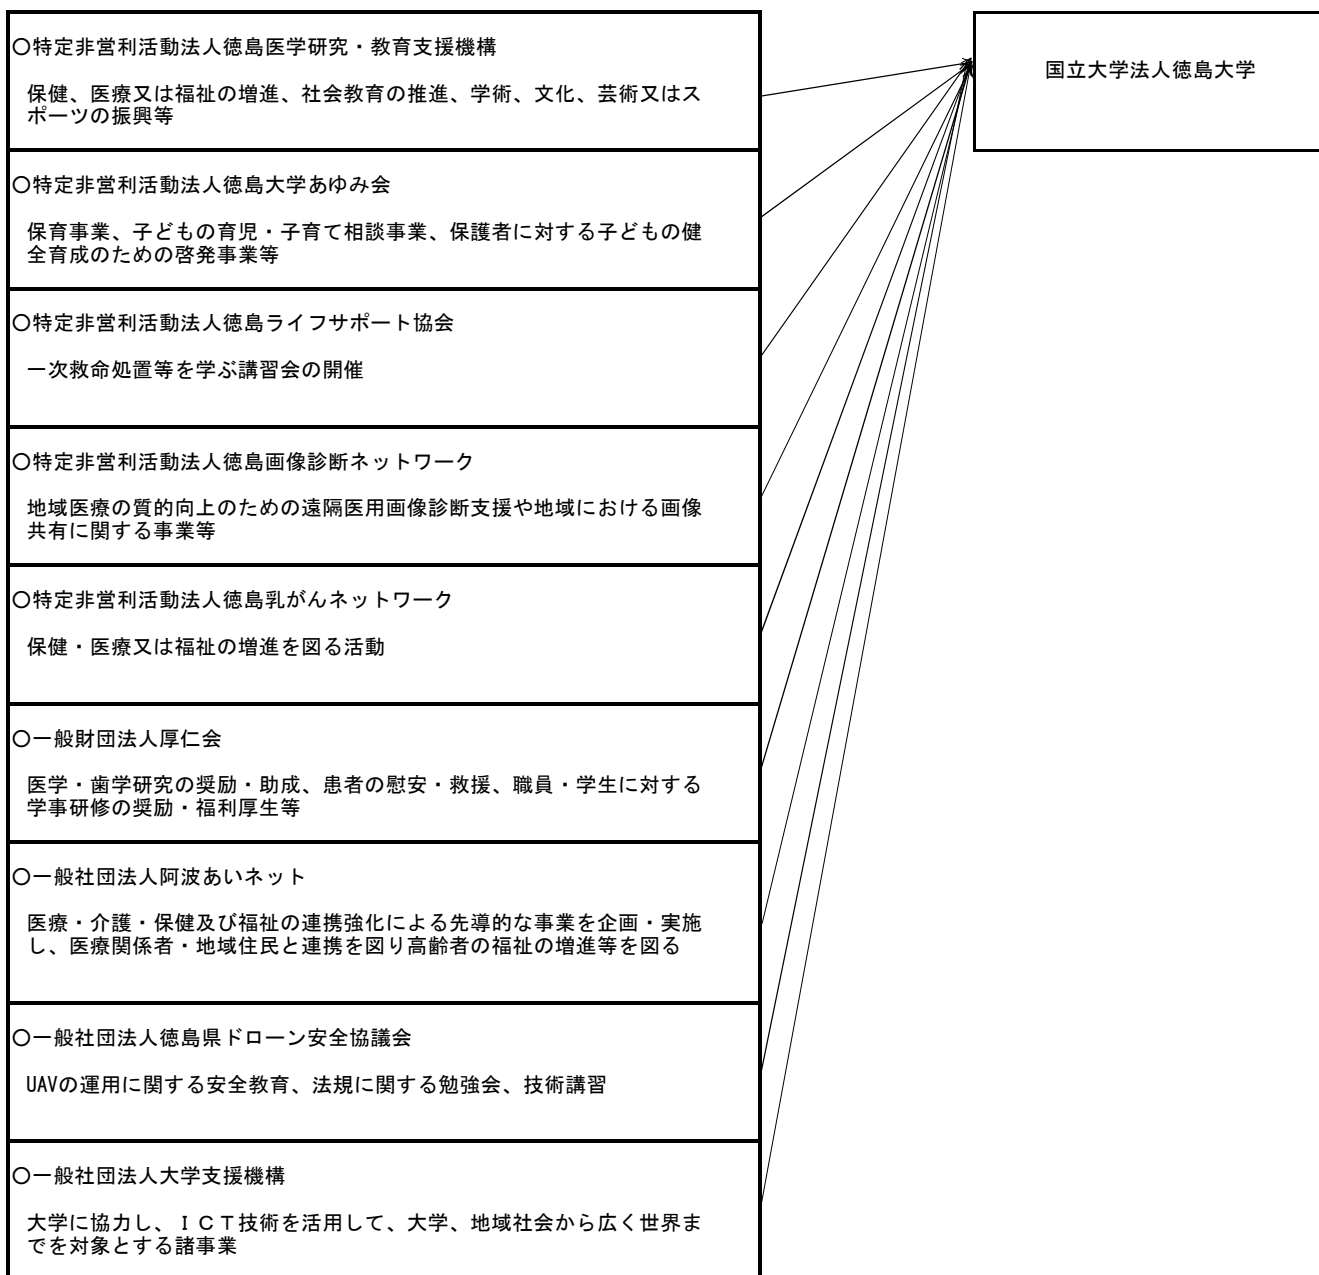 〇特定非営利活動法人徳島医学研究・教育支援機構
保健、医療又は福祉の増進、社会教育の推進、学術、文化、芸術又はス
ポーツの振興等
〇特定非営利活動法人徳島大学あゆみ会
保育事業、子どもの育児・子育て相談事業、保護者に対する子どもの健
全育成のための啓発事業等
〇特定非営利活動法人徳島ライフサポート協会
一次救命処置等を学ぶ講習会の開催
〇特定非営利活動法人徳島画像診断ネットワーク
地域医療の質的向上のための遠隔医用画像診断支援や地域における画像
共有に関する事業等
〇特定非営利活動法人徳島乳がんネットワーク
保健・医療又は福祉の増進を図る活動
〇一般財団法人厚仁会
医学・歯学研究の奨励・助成、患者の慰安・救援、職員・学生に対する
学事研修の奨励・福利厚生等
〇一般社団法人阿波あいネット
医療・介護・保健及び福祉の連携強化による先導的な事業を企画・実施
し、医療関係者・地域住民と連携を図り高齢者の福祉の増進等を図る
〇一般社団法人徳島県ドローン安全協議会
UAVの運用に関する安全教育、法規に関する勉強会、技術講習
〇一般社団法人大学支援機構
大学に協力し、ＩＣＴ技術を活用して、大学、地域社会から広く世界ま
でを対象とする諸事業
国立大学法人徳島大学